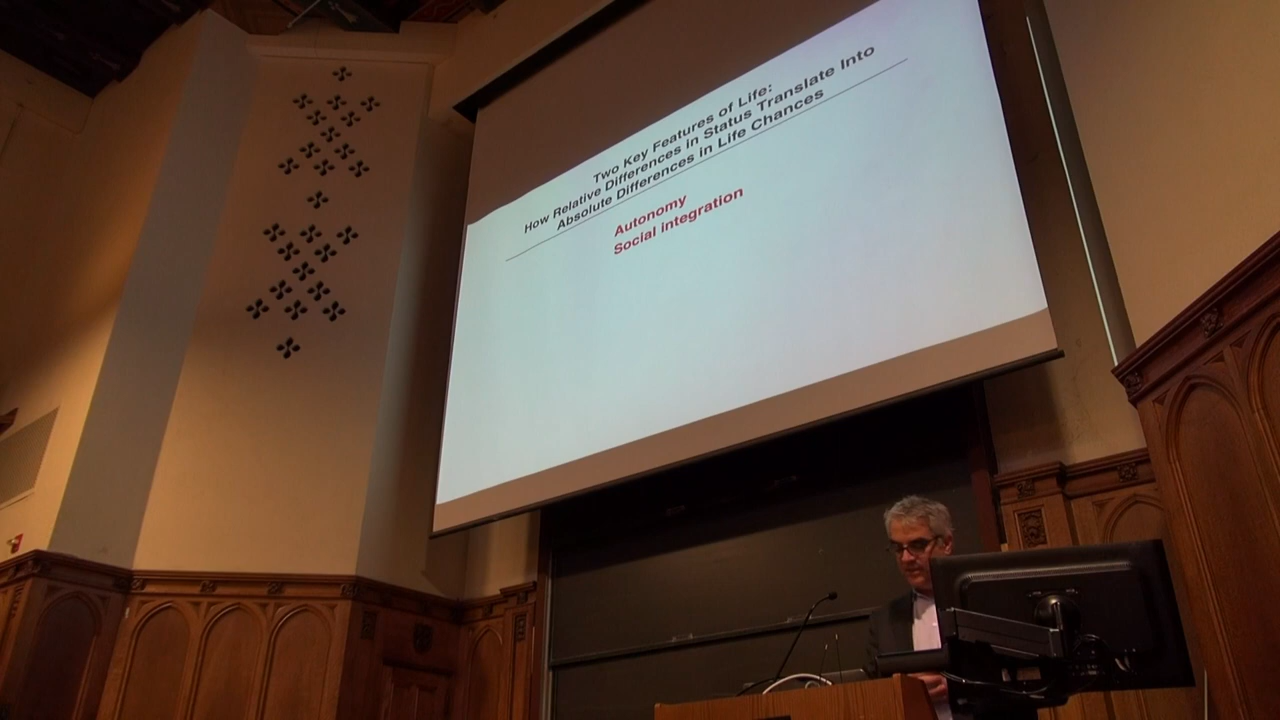 Two Key Features of Life:
How Relative Differences in Status Translate Into
Absolute Differences in Life Chances
Autonomy
Social integration